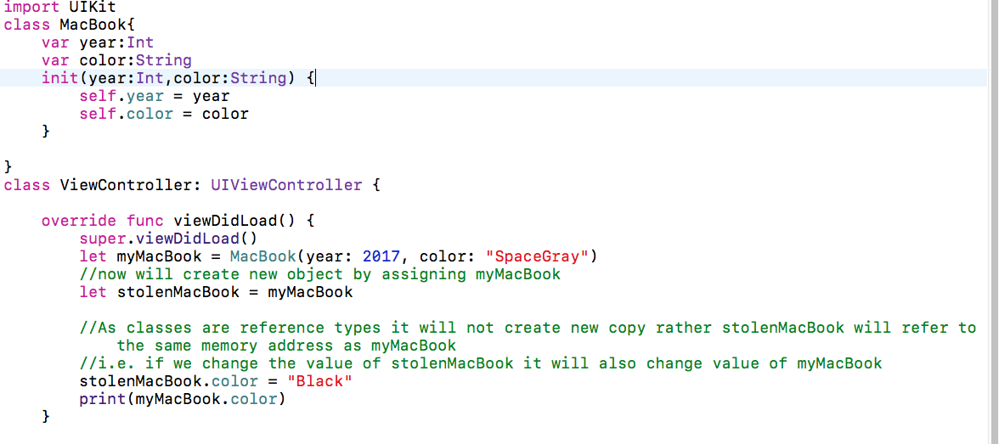 import UIKit
class MacBook{
    var year:Int
    var color:String
    init(year:Int,color:String) {
        self.year = year
        self.color = color
    }

}
class ViewController: UIViewController {

    override func viewDidLoad() {
        super.viewDidLoad()
        let myMacBook = MacBook(year: 2017, color: "SpaceGray")
        //now will create new object by assigning myMacBook
        let stolenMacBook = myMacBook

        //As classes are reference types it will not create new copy rather stolenMacBook will refer to
            the same memory address as myMacBook
        //i.e. if we change the value of stolenMacBook it will also change value of myMacBook
        stolenMacBook.color = "Black"
        print(myMacBook.color)
    }